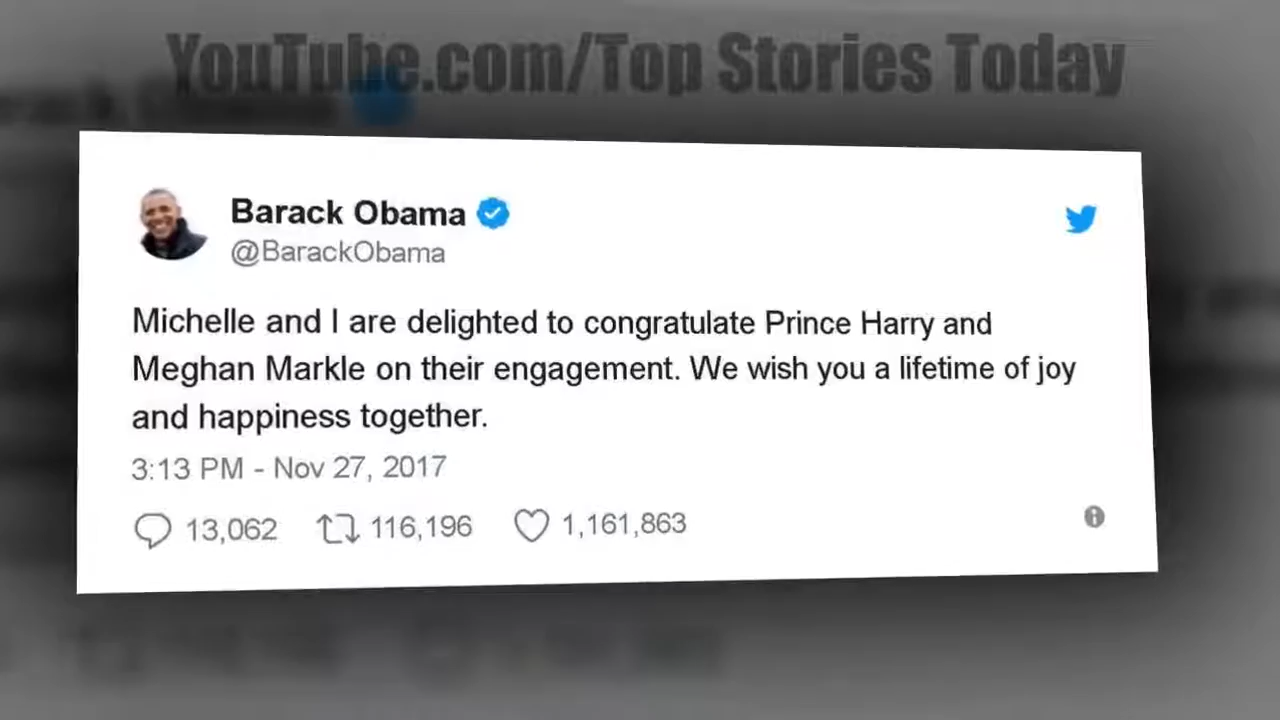 YouTube.com/Top Stories Today
Barack Obama
@BarackObama
Michelle and I are delighted to congratulate Prince Harry and
Meghan Markle on their engagement. We wish you a lifetime of joy
and happiness together.
3:13 PM - Nov 27, 2017
13,062 116,196 1,161,863